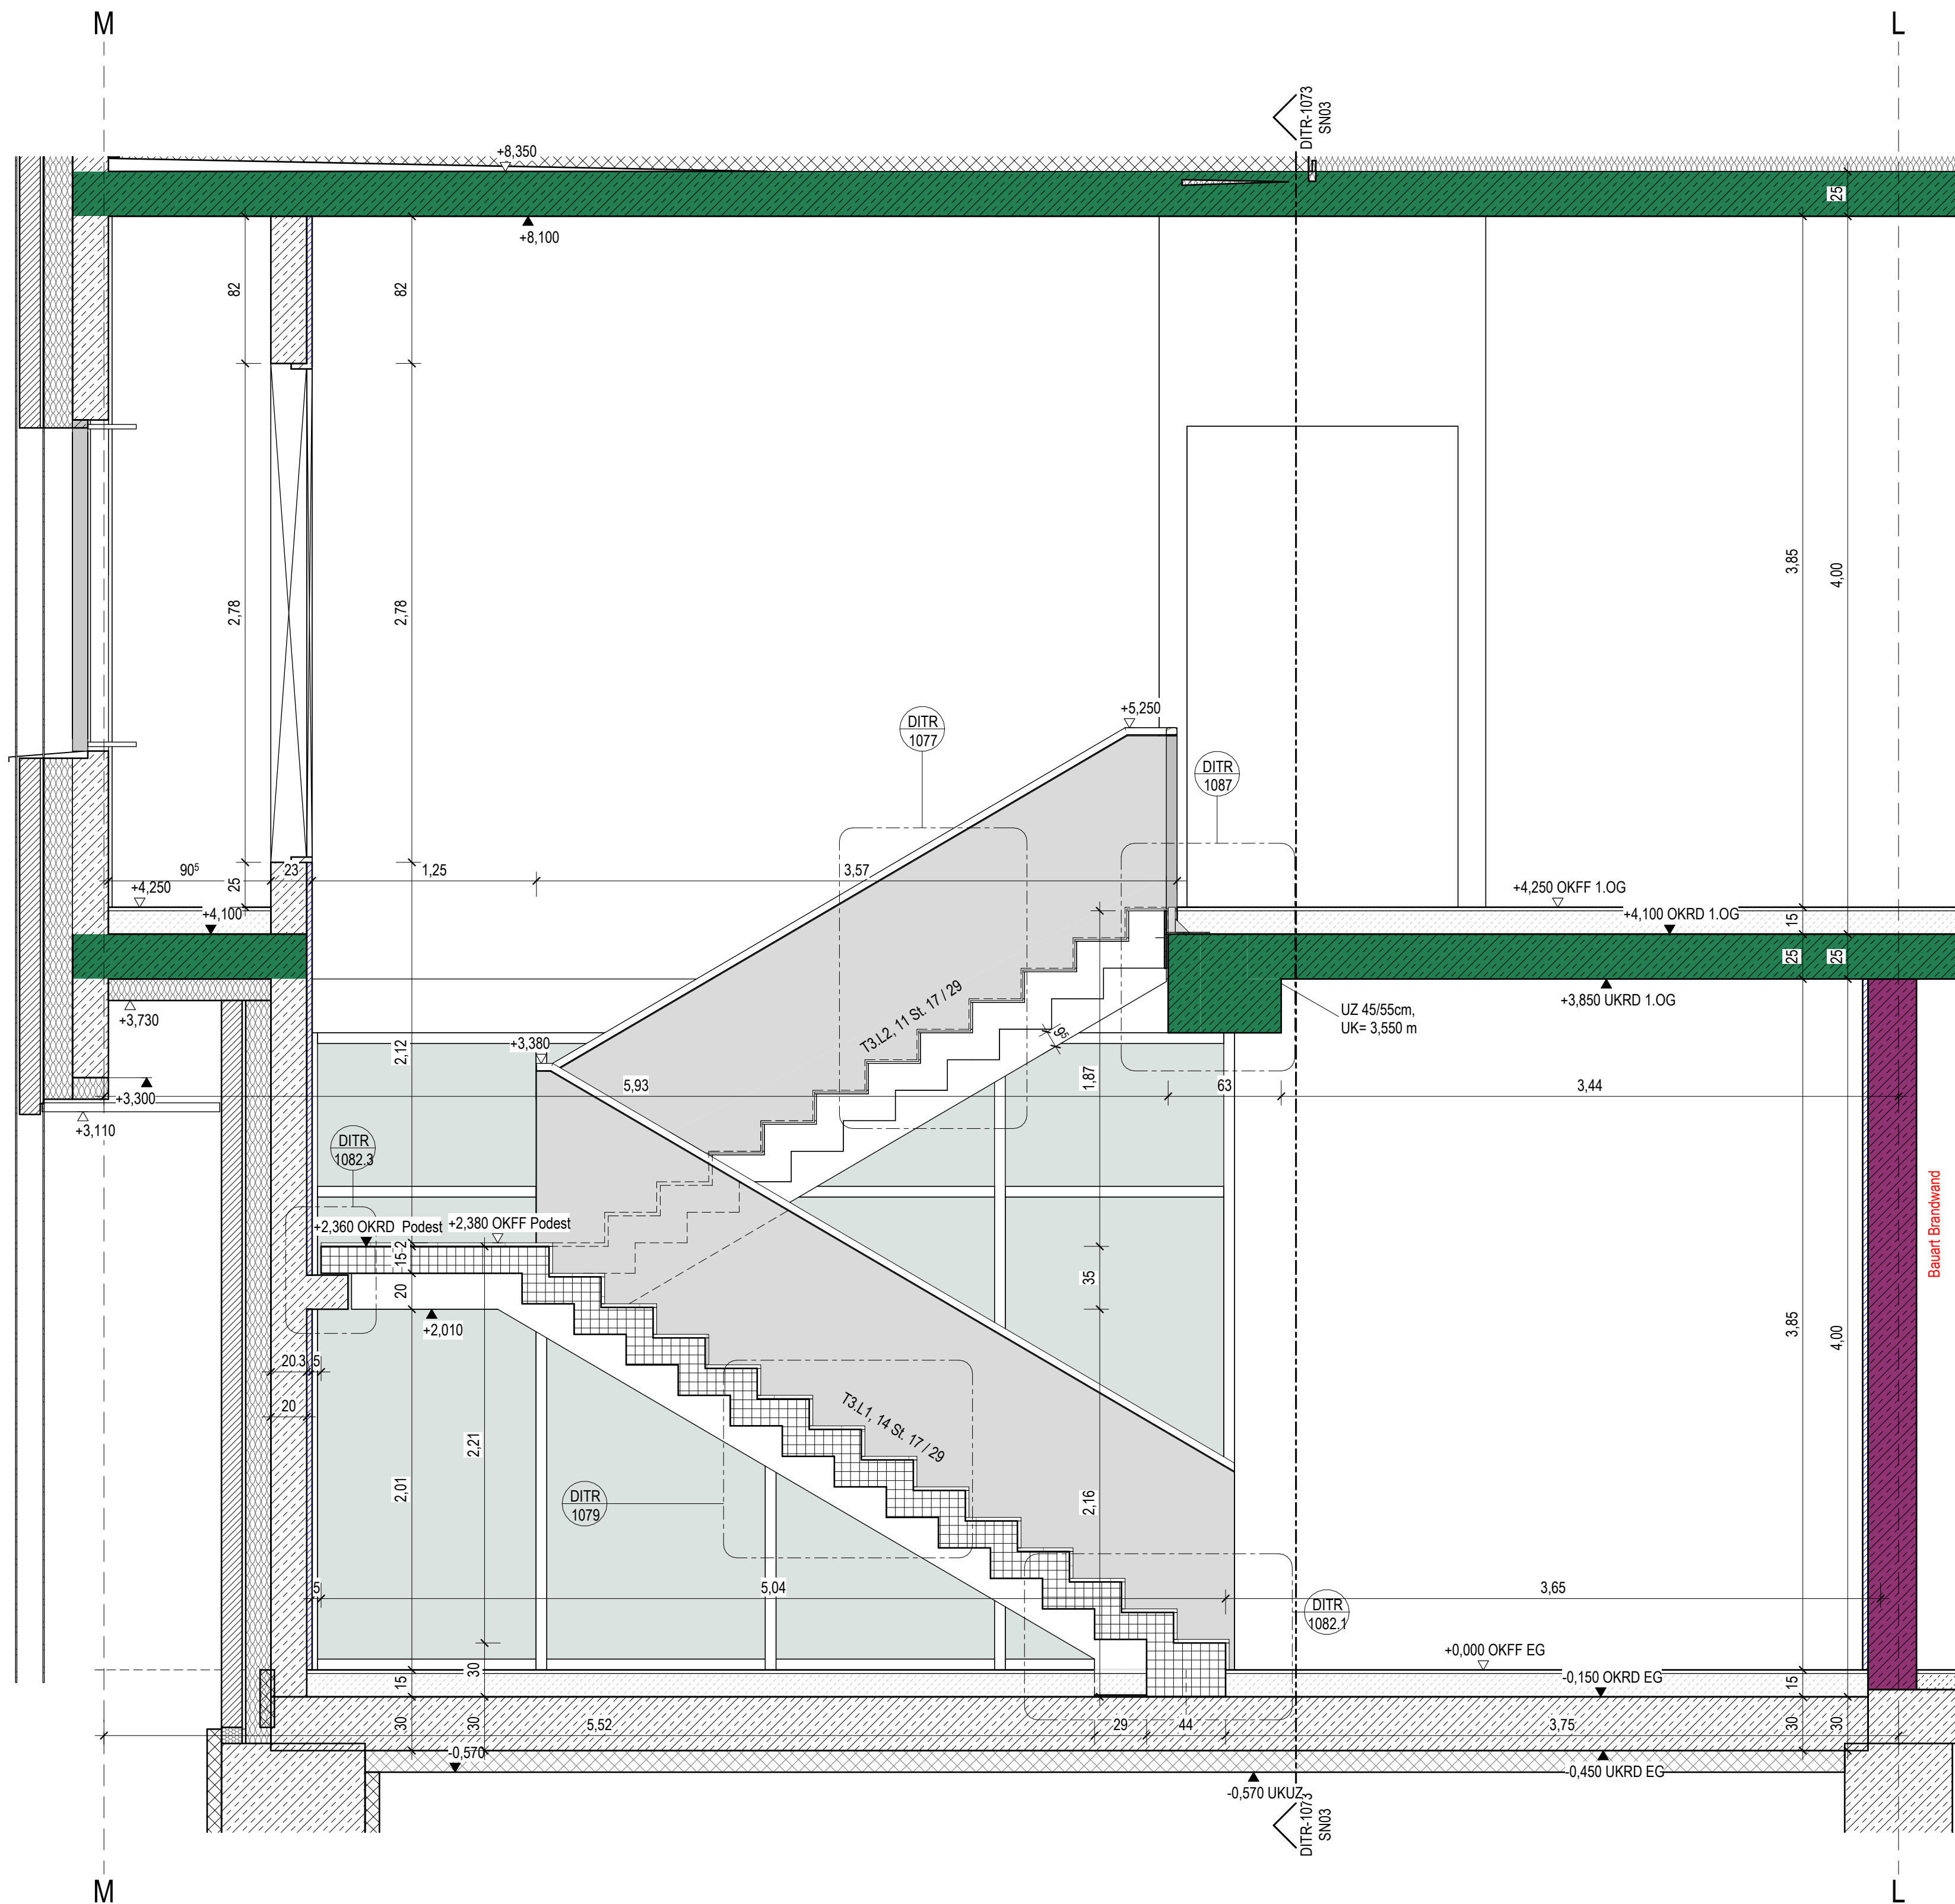 M
L
DITR-1073
SN03
+8,350
25
+8,100
82
82
2,78
2,78
3,85
4,00
+5,250
DITR
1077
DITR
1087
90⁵
23
1,25
3,57
25
+4,250
+4,100
+4,250 OKFF 1.OG
+4,100 OKRD 1.OG
15
25
25
+3,850 UKRD 1.OG
UZ 45/55cm,
UK= 3,550 m
+3,730
T3.L2, 11 St. 17 / 29
9⁵
2,12
+3,380
5,93
1,87
63
3,44
+3,300
+3,110
DITR
1082.3
Bauart Brandwand
+2,360 OKRD Podest
+2,380 OKFF Podest
2
15
20
35
+2,010
3,85
4,00
20
3
5
20
T3.L1, 14 St. 17 / 29
2,21
2,01
2,16
DITR
1079
5
5,04
3,65
DITR
1082.1
+0,000 OKFF EG
-0,150 OKRD EG
15
30
15
30
30
5,52
29
44
3,75
30
30
-0,570
-0,450 UKRD EG
-0,570 UKUZ
DITR-1073
SN03
M
L